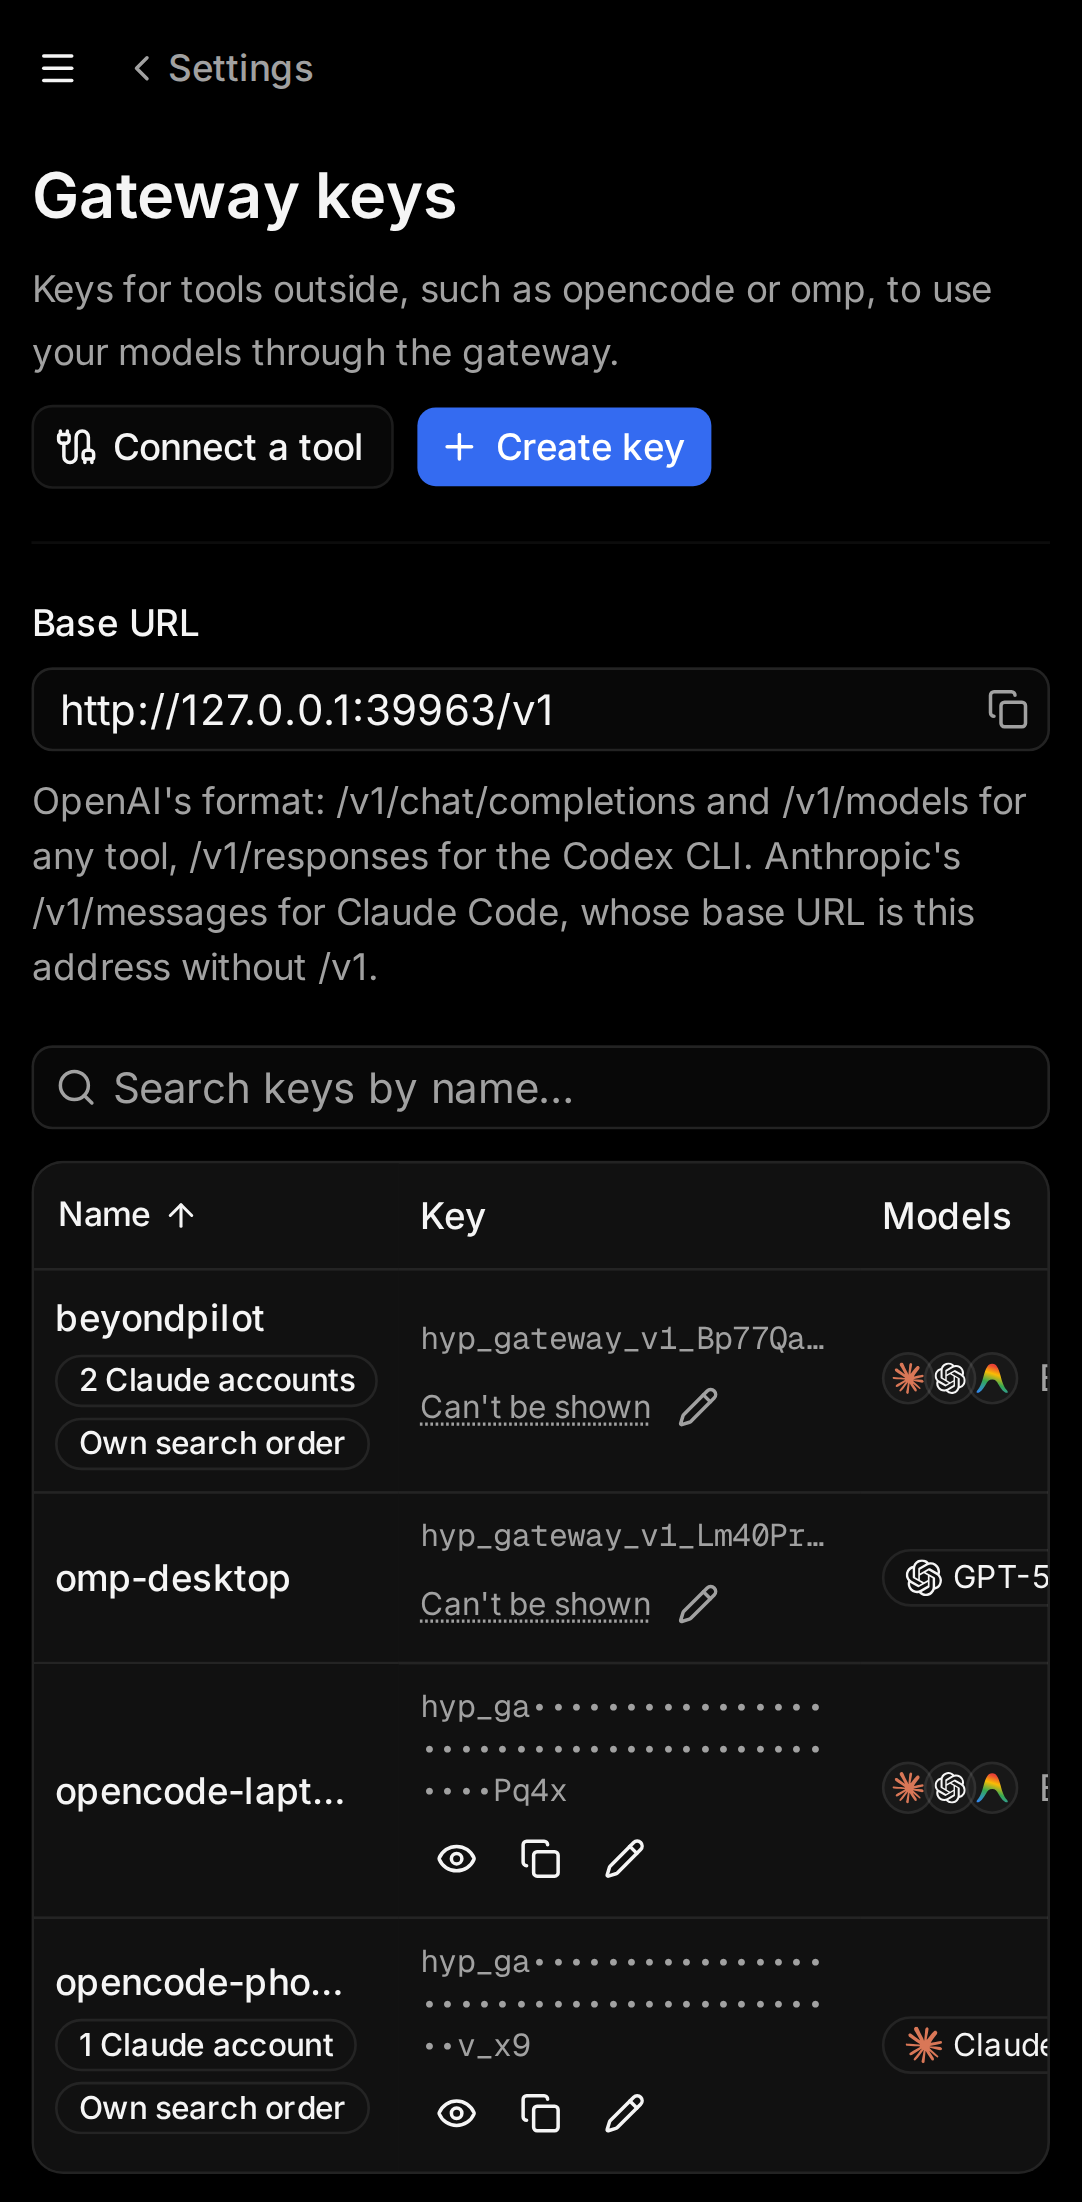 Settings
Gateway keys
Keys for tools outside, such as opencode or omp, to use
your models through the gateway.
Connect a tool
Create key
Base URL
http://127.0.0.1:39963/v1
OpenAI's format: /v1/chat/completions and /v1/models for
any tool, /v1/responses for the Codex CLI. Anthropic's
/v1/messages for Claude Code, whose base URL is this
address without /v1.
Search keys by name...
Name Key Models
beyondpilot
2 Claude accounts
Own search order
hyp_gateway_v1_Bp77Qa…
Can't be shown
omp-desktop
hyp_gateway_v1_Lm40Pr…
Can't be shown
GPT-5
opencode-lapt…
hyp_ga•••••••••••••••
••••••••••••••••••••••
••••Pq4x
opencode-pho…
1 Claude account
Own search order
hyp_ga•••••••••••••••
••••••••••••••••••••••
••v_x9
Claude